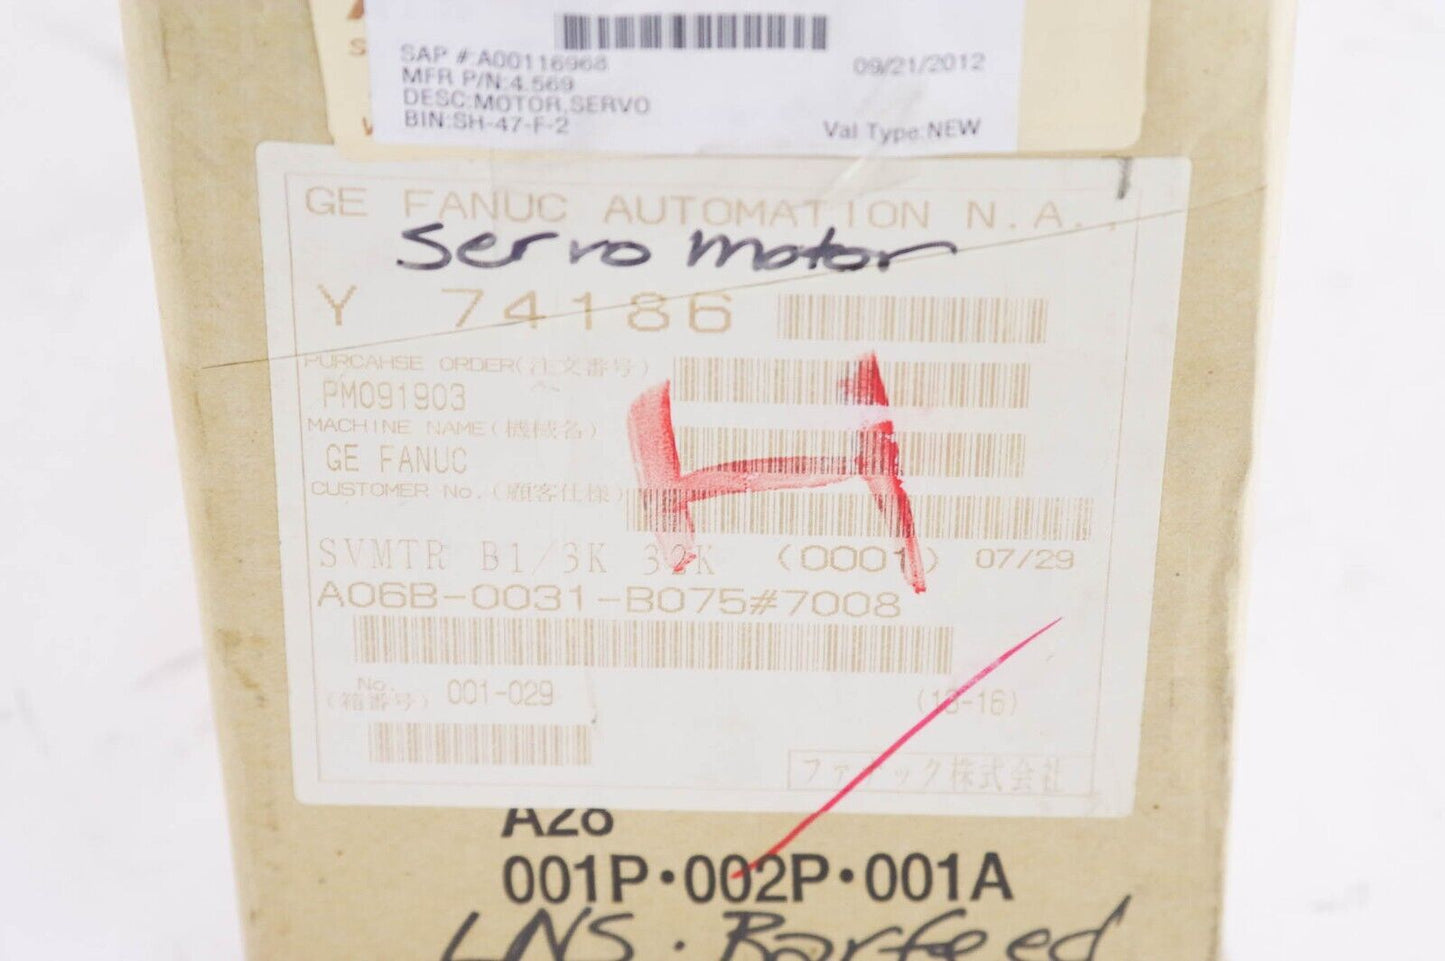 SAP #:A00116968
09/21/2012
MFR P/N:4.569
DESC:MOTOR,SERVO
BIN:SH-47-F-2
Val Type:NEW
GE FANUC AUTOMATION N.A.,
Servo motor
Y 74186
PURCAHSE ORDER(注文番号)
PM091903
MACHINE NAME(機械名)
GE FANUC
CUSTOMER No.(顧客仕様)
H
SVMTR B1/3K 32K (0001) 07/29
A06B-0031-B075#7008
No.
(箱番号) 001-029
(16)
ファナック株式会社
A28
001P・002P・001A
LNS. Barfeed